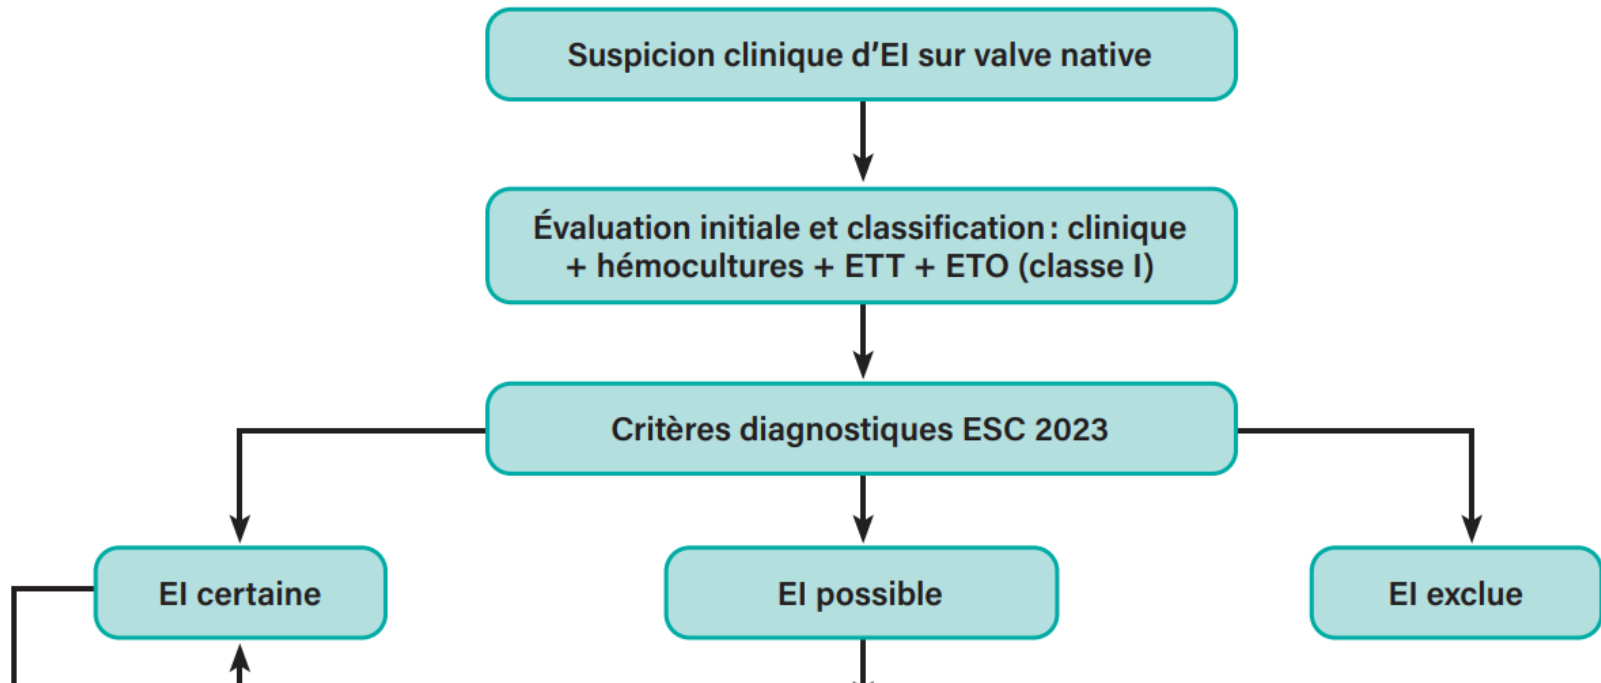 Suspicion clinique d’EI sur valve native
Évaluation initiale et classification : clinique
+ hémocultures + ETT + ETO (classe I)
Critères diagnostiques ESC 2023
EI certaine
EI possible
EI exclue